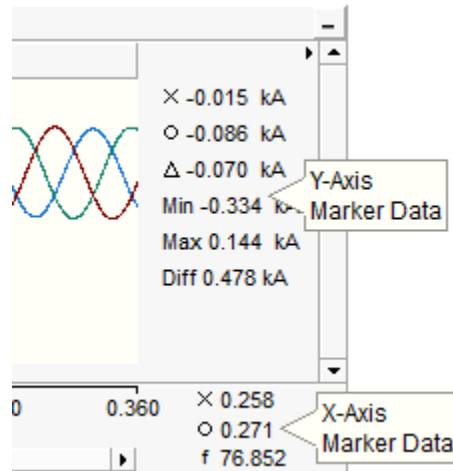 × -0.015 kA
○ -0.086 kA
Δ -0.070 kA
Min -0.334
Max 0.144 kA
Diff 0.478 kA
Y-Axis
Marker Data
0
0.360
× 0.258
○ 0.271
f 76.852
X-Axis
Marker Data